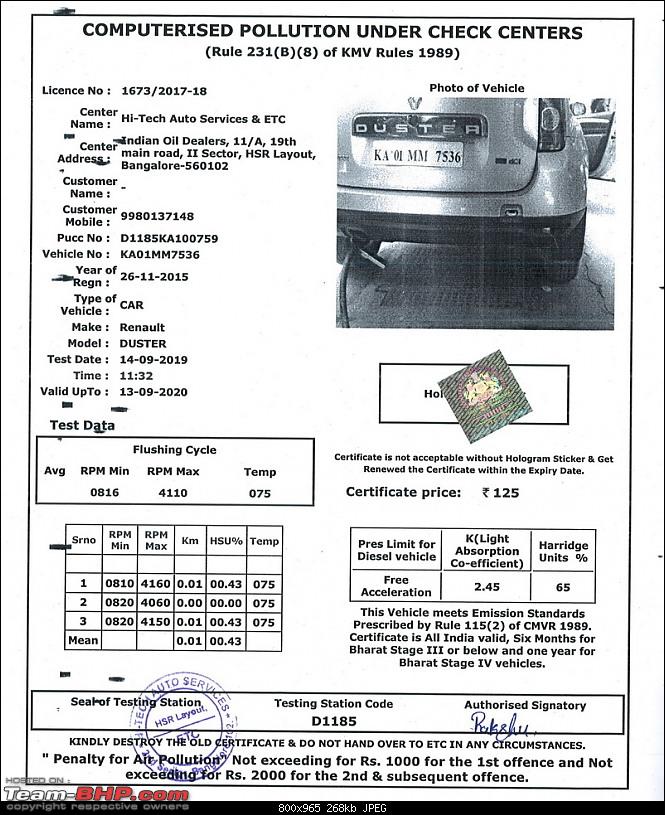 COMPUTERISED POLLUTION UNDER CHECK CENTERS
(Rule 231(B)(8) of KMV Rules 1989)
Licence No : 1673/2017-18
Center Name : Hi-Tech Auto Services & ETC
Center Address : Indian Oil Dealers, 11/A, 19th
main road, II Sector, HSR Layout,
Bangalore-560102
Customer Name : -
Customer Mobile : 9980137148
Pucc No : D1185KA100759
Vehicle No : KA01MM7536
Year of Regn : 26-11-2015
Type of Vehicle : CAR
Make : Renault
Model : DUSTER
Test Date : 14-09-2019
Time : 11:32
Valid UpTo : 13-09-2020
Photo of Vehicle
DUSTER
KA 01 MM 7536
dCi
Test Data
Flushing Cycle
Avg RPM Min RPM Max Temp
0816 4110 075
Hol
Certificate is not acceptable without Hologram Sticker & Get
Renewed the Certificate within the Expiry Date.
Certificate price: ₹ 125
Srno RPM Min RPM Max Km HSU% Temp
1 0810 4160 0.01 00.43 075
2 0820 4060 0.00 00.00 075
3 0820 4150 0.01 00.43 075
Mean 0.01 00.43
Pres Limit for Diesel vehicle K(Light Absorption Co-efficient) Harridge Units %
Free Acceleration 2.45 65
This Vehicle meets Emission Standards
Prescribed by Rule 115(2) of CMVR 1989.
Certificate is All India valid, Six Months for
Bharat Stage III or below and one year for
Bharat Stage IV vehicles.
Seal of Testing Station
HI-TECH AUTO SERVICES
HSR Layout,
ETC
Testing Station Code
D1185
Authorised Signatory
KINDLY DESTROY THE OLD CERTIFICATE & DO NOT HAND OVER TO ETC IN ANY CIRCUMSTANCES.
" Penalty for Air Pollution" Not exceeding for Rs. 1000 for the 1st offence and Not
exceeding for Rs. 2000 for the 2nd & subsequent offence.
HOSTED ON :
Team-BHP.com
copyright respective owners
800x965 268kb JPEG